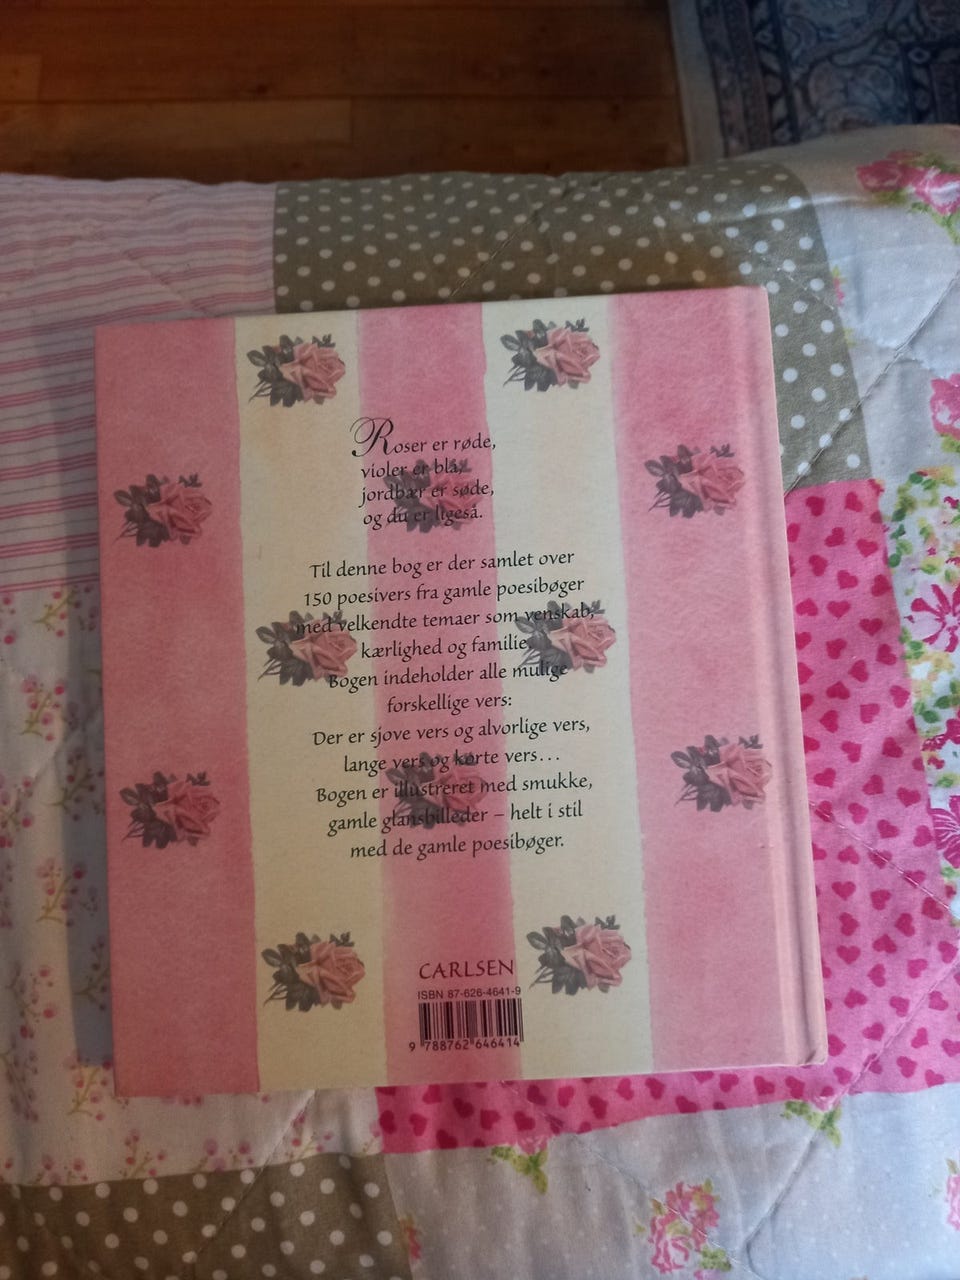 Roser er røde,
violer er blå,
jordbær er søde,
og du er ligeså.
Til denne bog er der samlet over
150 poesivers fra gamle poesibøger
med velkendte temaer som venskab,
kærlighed og familie.
Bogen indeholder alle mulige
forskellige vers:
Der er sjove vers og alvorlige vers,
lange vers og korte vers...
Bogen er illustreret med smukke,
gamle glansbilleder – helt i stil
med de gamle poesibøger.
CARLSEN
ISBN 87-626-4641-9
9 788762 646414